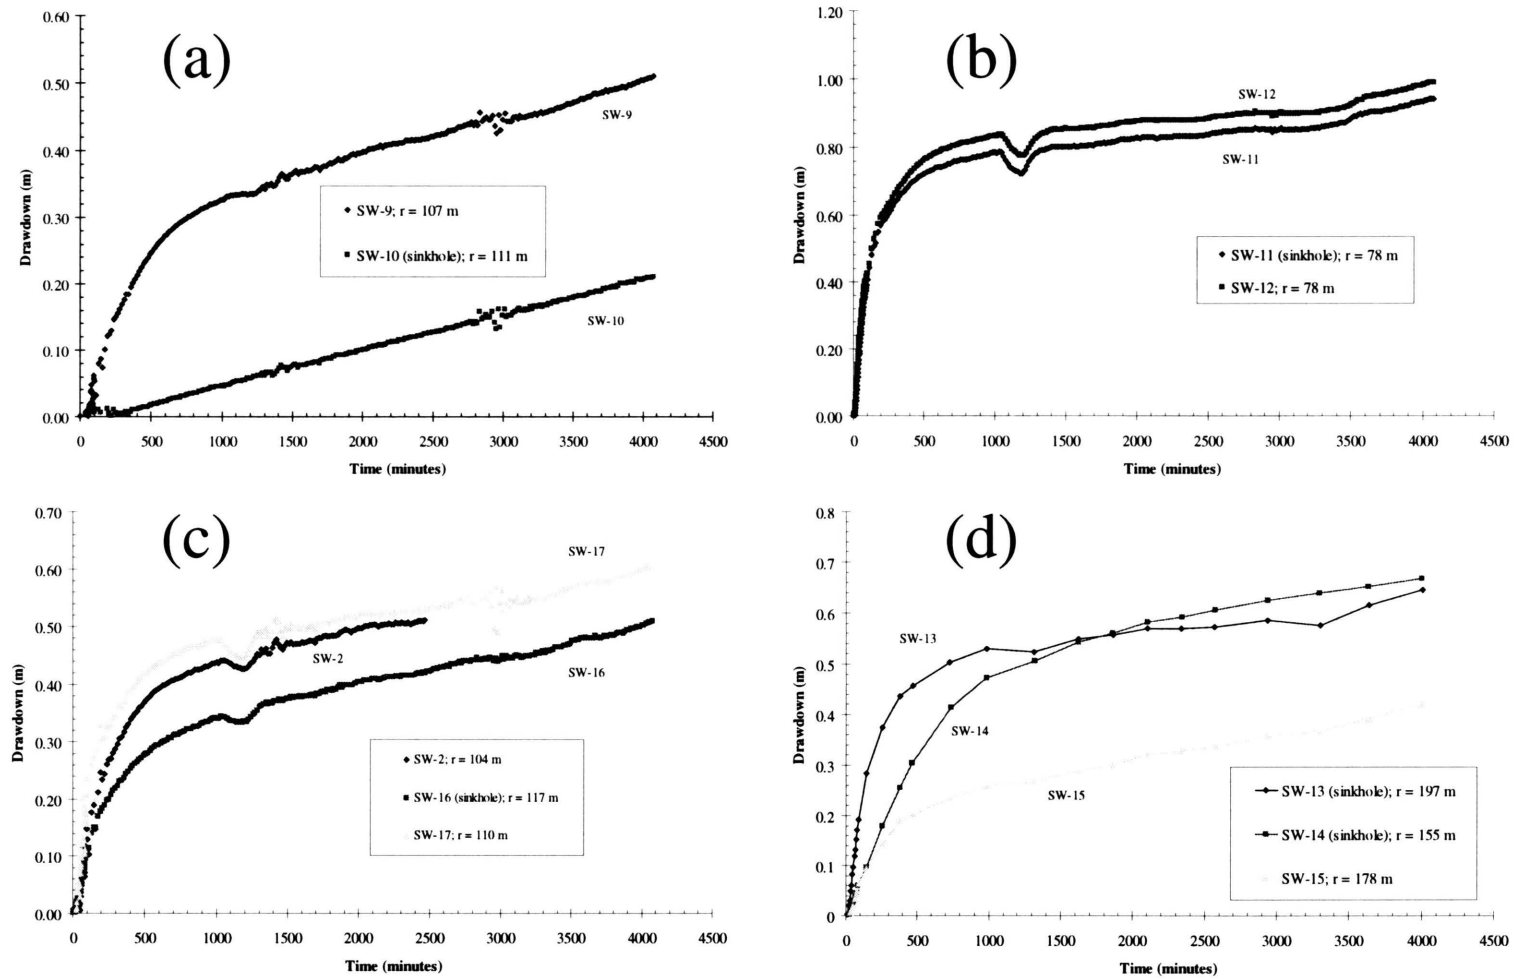 (a)
0.60
0.50
0.40
0.30
0.20
0.10
0.00
Drawdown (m)
SW-9
SW-9; r = 107 m
SW-10 (sinkhole); r = 111 m
SW-10
0 500 1000 1500 2000 2500 3000 3500 4000 4500
Time (minutes)
(b)
1.20
1.00
0.80
0.60
0.40
0.20
0.00
Drawdown (m)
SW-12
SW-11
SW-11 (sinkhole); r = 78 m
SW-12; r = 78 m
0 500 1000 1500 2000 2500 3000 3500 4000 4500
Time (minutes)
(c)
0.70
0.60
0.50
0.40
0.30
0.20
0.10
0.00
Drawdown (m)
SW-17
SW-2
SW-16
SW-2; r = 104 m
SW-16 (sinkhole); r = 117 m
SW-17; r = 110 m
0 500 1000 1500 2000 2500 3000 3500 4000 4500
Time (minutes)
(d)
0.8
0.7
0.6
0.5
0.4
0.3
0.2
0.1
0
Drawdown (m)
SW-13
SW-14
SW-15
SW-13 (sinkhole); r = 197 m
SW-14 (sinkhole); r = 155 m
SW-15; r = 178 m
0 500 1000 1500 2000 2500 3000 3500 4000 4500
Time (minutes)